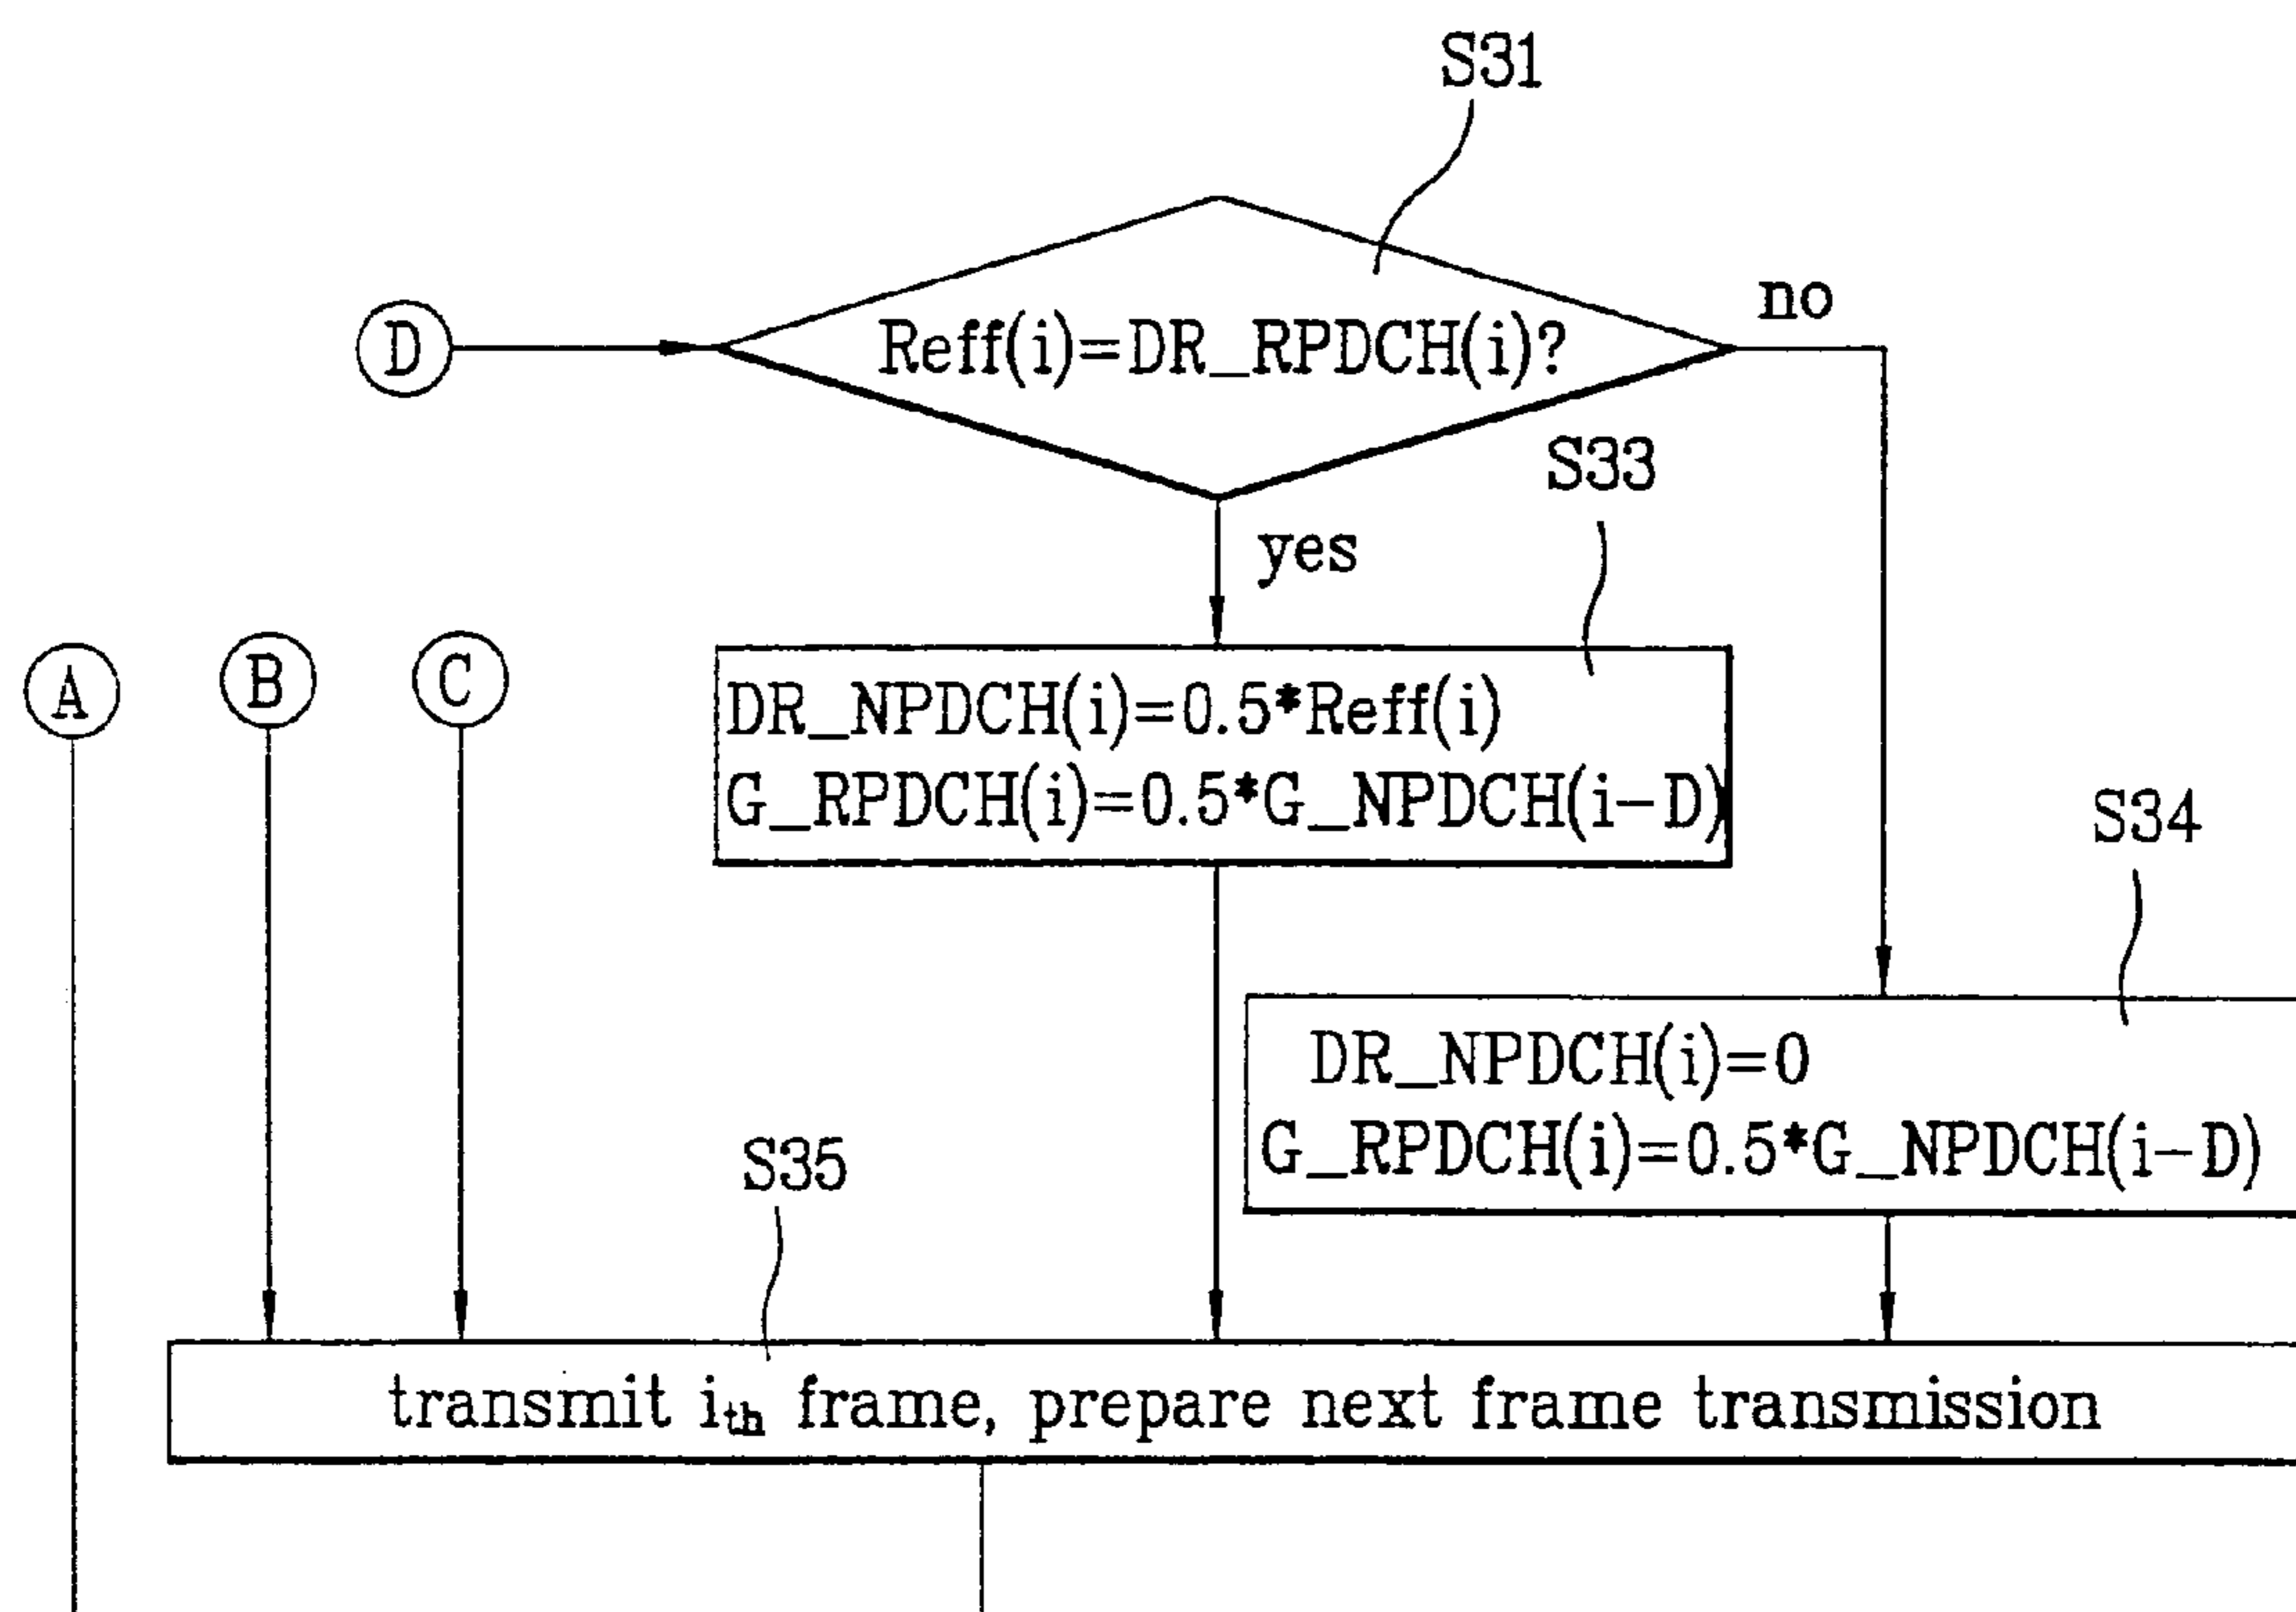 S31
D
Reff(i)=DR_RPDCH(i)?
no
S33
yes
A
B
C
DR_NPDCH(i)=0.5*Reff(i)
G_RPDCH(i)=0.5*G_NPDCH(i-D)
S34
DR_NPDCH(i)=0
G_RPDCH(i)=0.5*G_NPDCH(i-D)
S35
transmit ith frame, prepare next frame transmission